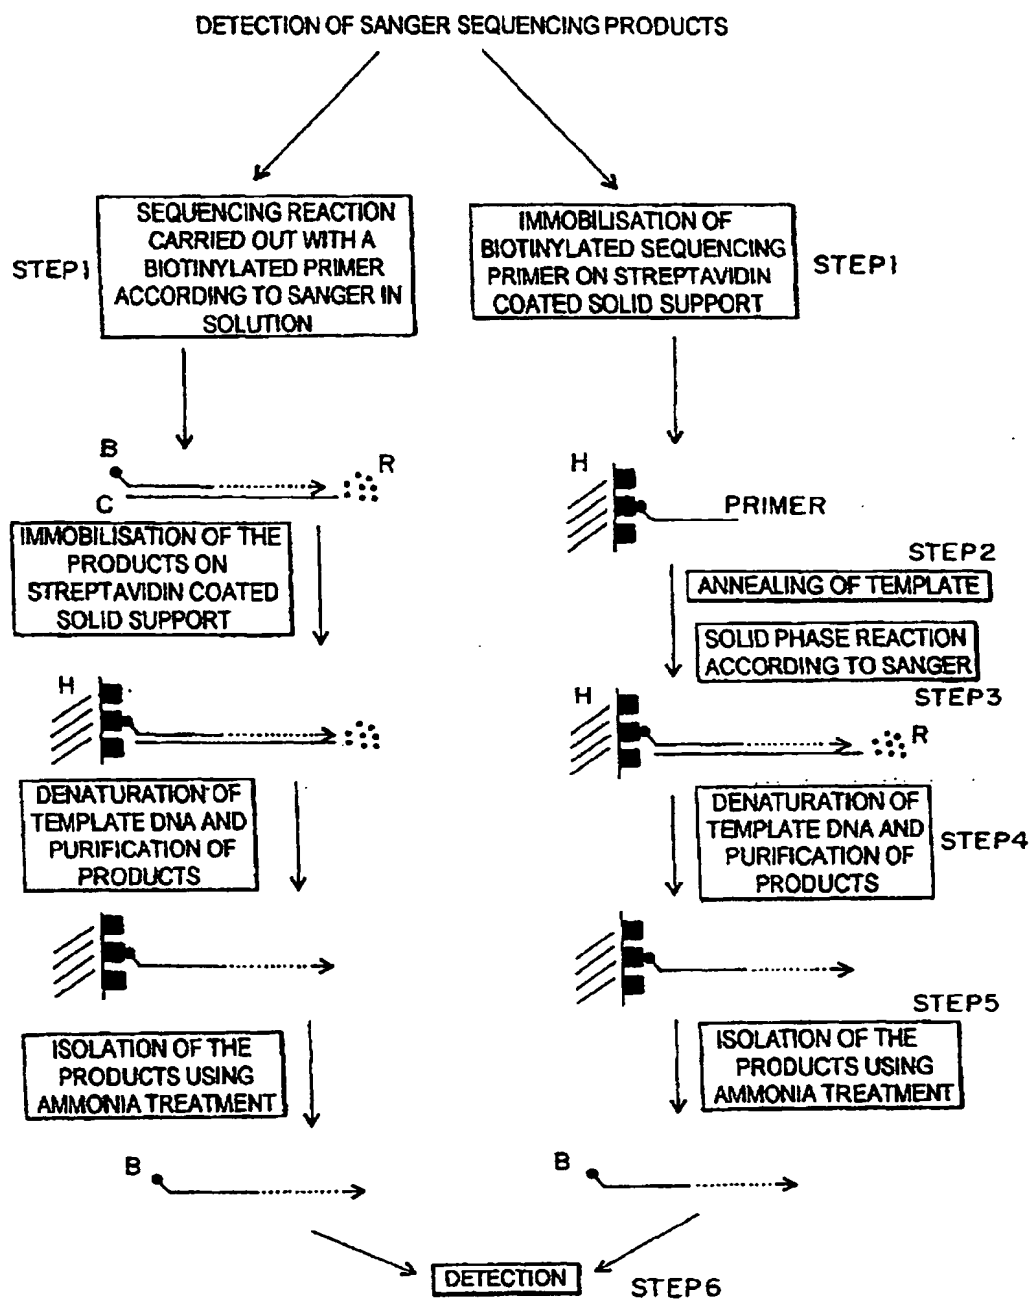 DETECTION OF SANGER SEQUENCING PRODUCTS
STEP1
SEQUENCING REACTION
CARRIED OUT WITH A
BIOTINYLATED PRIMER
ACCORDING TO SANGER IN
SOLUTION
IMMOBILISATION OF
BIOTINYLATED SEQUENCING
PRIMER ON STREPTAVIDIN
COATED SOLID SUPPORT
STEP1
B
R
C
H
PRIMER
IMMOBILISATION OF THE
PRODUCTS ON
STREPTAVIDIN COATED
SOLID SUPPORT
STEP2
ANNEALING OF TEMPLATE
SOLID PHASE REACTION
ACCORDING TO SANGER
STEP3
H
H
R
DENATURATION OF
TEMPLATE DNA AND
PURIFICATION OF
PRODUCTS
DENATURATION OF
TEMPLATE DNA AND
PURIFICATION OF
PRODUCTS
STEP4
STEP5
ISOLATION OF THE
PRODUCTS USING
AMMONIA TREATMENT
ISOLATION OF THE
PRODUCTS USING
AMMONIA TREATMENT
B
B
DETECTION
STEP6